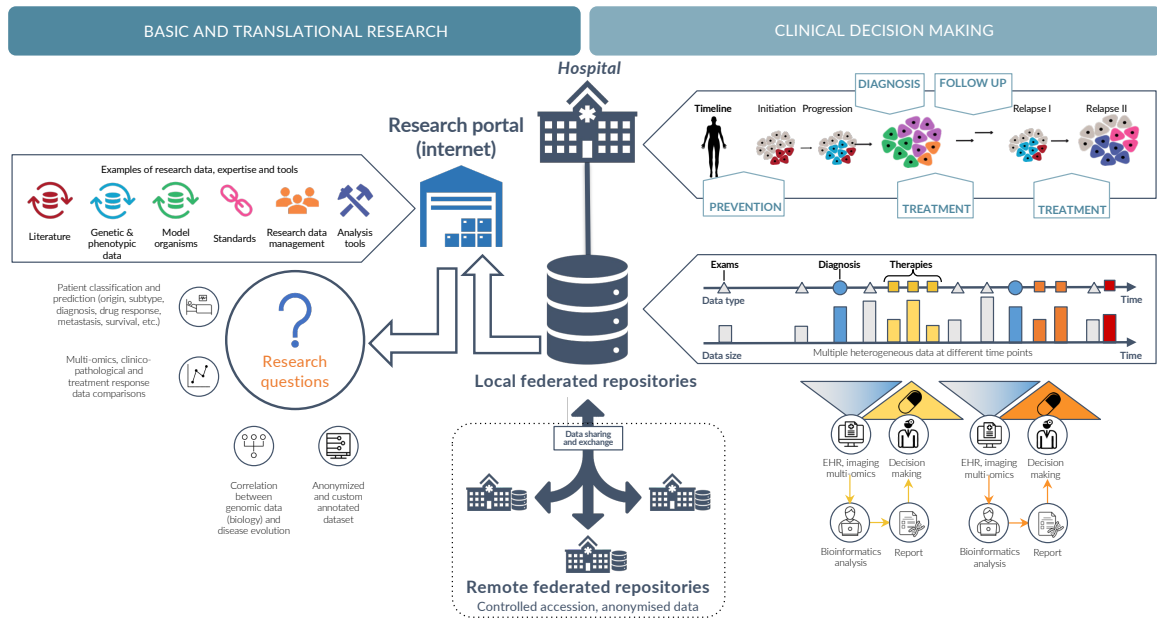 BASIC AND TRANSLATIONAL RESEARCH
CLINICAL DECISION MAKING
Hospital
Research portal
(internet)
Examples of research data, expertise and tools
Literature
Genetic &
phenotypic
data
Model
organisms
Standards
Research data
management
Analysis
tools
Patient classification and
prediction (origin, subtype,
diagnosis, drug response,
metastasis, survival, etc,)
Multi-omics, clinico-
pathological and
treatment response
data comparisons
?
Research
questions
Correlation
between
genomic data
(biology) and
disease evolution
Anonymized
and custom
annotated
dataset
Local federated repositories
Data sharing
and exchange
Remote federated repositories
Controlled accession, anonymised data
DIAGNOSIS
FOLLOW UP
Timeline
Initiation
Progression
Relapse I
Relapse II
PREVENTION
TREATMENT
TREATMENT
Exams
Diagnosis
Therapies
Data type
Time
Data size
Multiple heterogeneous data at different time points
Time
EHR, imaging
multi-omics
Decision
making
Bioinformatics
analysis
Report
EHR, imaging
multi-omics
Decision
making
Bioinformatics
analysis
Report